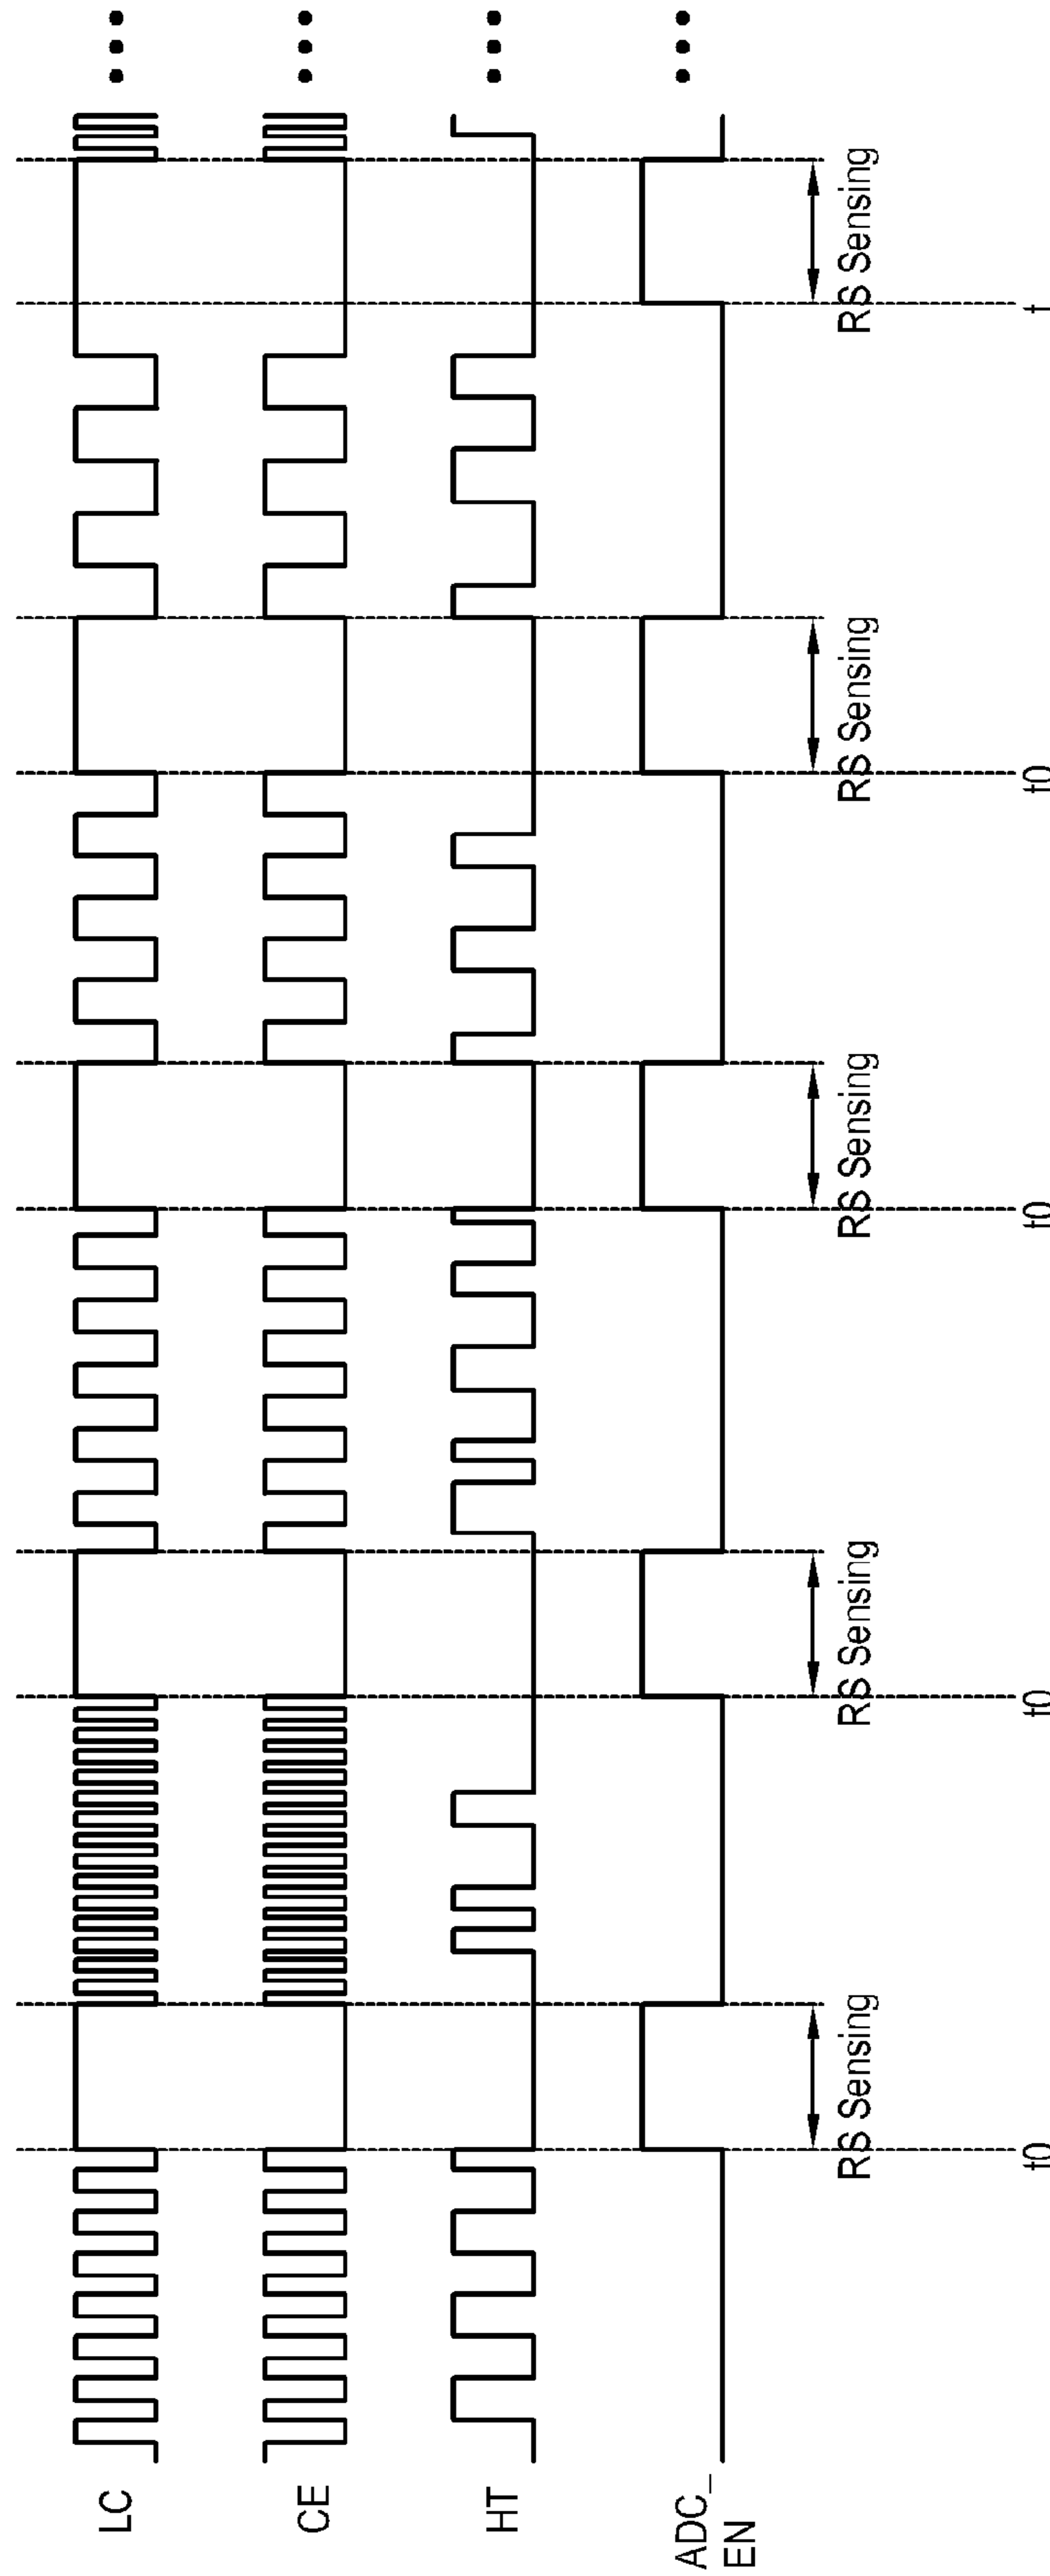 LC
CE
HT
ADC_
EN
RS Sensing
RS Sensing
RS Sensing
RS Sensing
RS Sensing
t0
t0
t0
t0
t